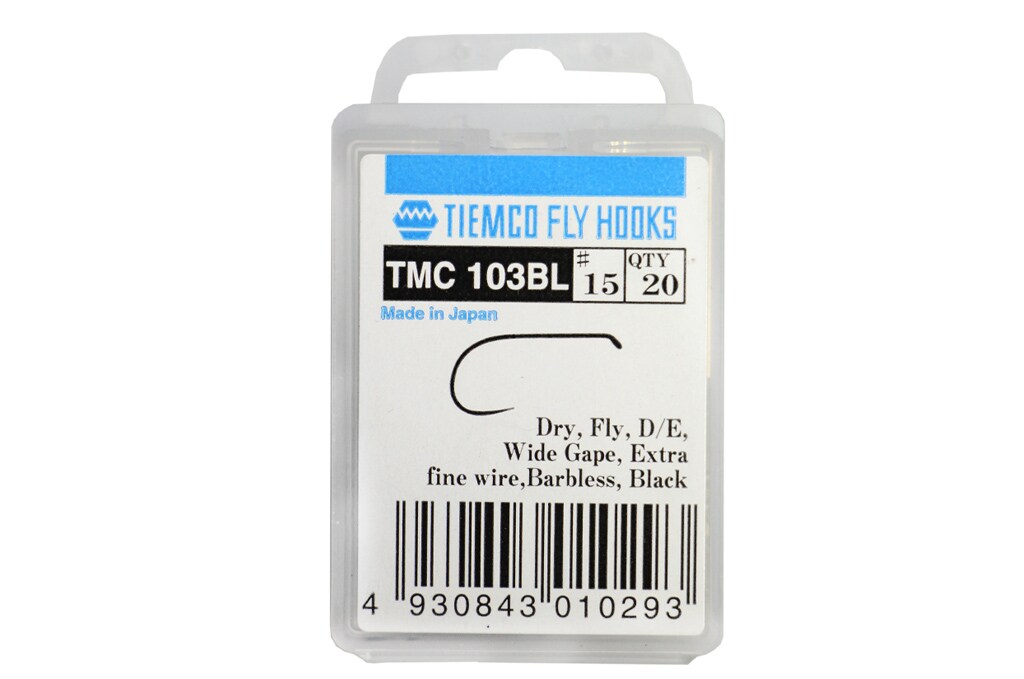 TIEMCO FLY HOOKS
TMC 103BL # 15 QTY 20
Made in Japan
Dry, Fly, D/E,
Wide Gape, Extra
fine wire,Barbless, Black
4 930843 010293